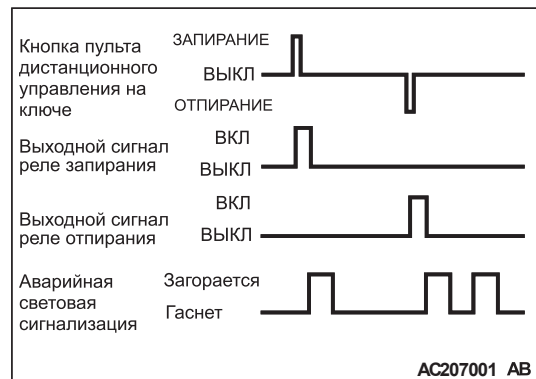 Кнопка пульта
дистанционного
управления на
ключе
ЗАПИРАНИЕ
ВЫКЛ
ОТПИРАНИЕ
Выходной сигнал
реле запирания
ВКЛ
ВЫКЛ
Выходной сигнал
реле отпирания
ВКЛ
ВЫКЛ
Аварийная
световая
сигнализация
Загорается
Гаснет
AC207001 AB